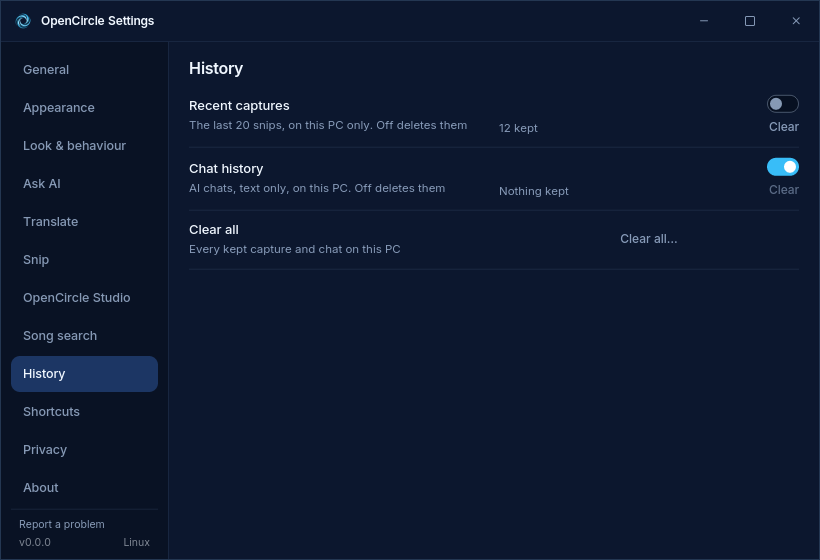 OpenCircle Settings
General
Appearance
Look & behaviour
Ask AI
Translate
Snip
OpenCircle Studio
Song search
History
Shortcuts
Privacy
About
Report a problem
v0.0.0 Linux
History
Recent captures
The last 20 snips, on this PC only. Off deletes them
12 kept
Clear
Chat history
AI chats, text only, on this PC. Off deletes them
Nothing kept
Clear
Clear all
Every kept capture and chat on this PC
Clear all...